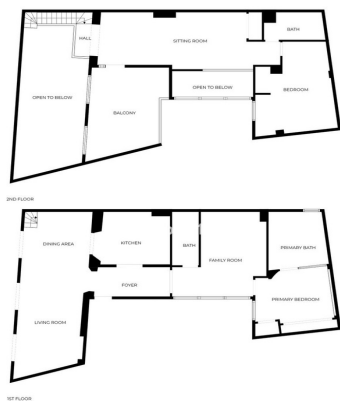 HALL
SITTING ROOM
BATH
OPEN TO BELOW
OPEN TO BELOW
BEDROOM
BALCONY
2ND FLOOR
DINING AREA
KITCHEN
BATH
FAMILY ROOM
PRIMARY BATH
FOYER
PRIMARY BEDROOM
LIVING ROOM
1ST FLOOR